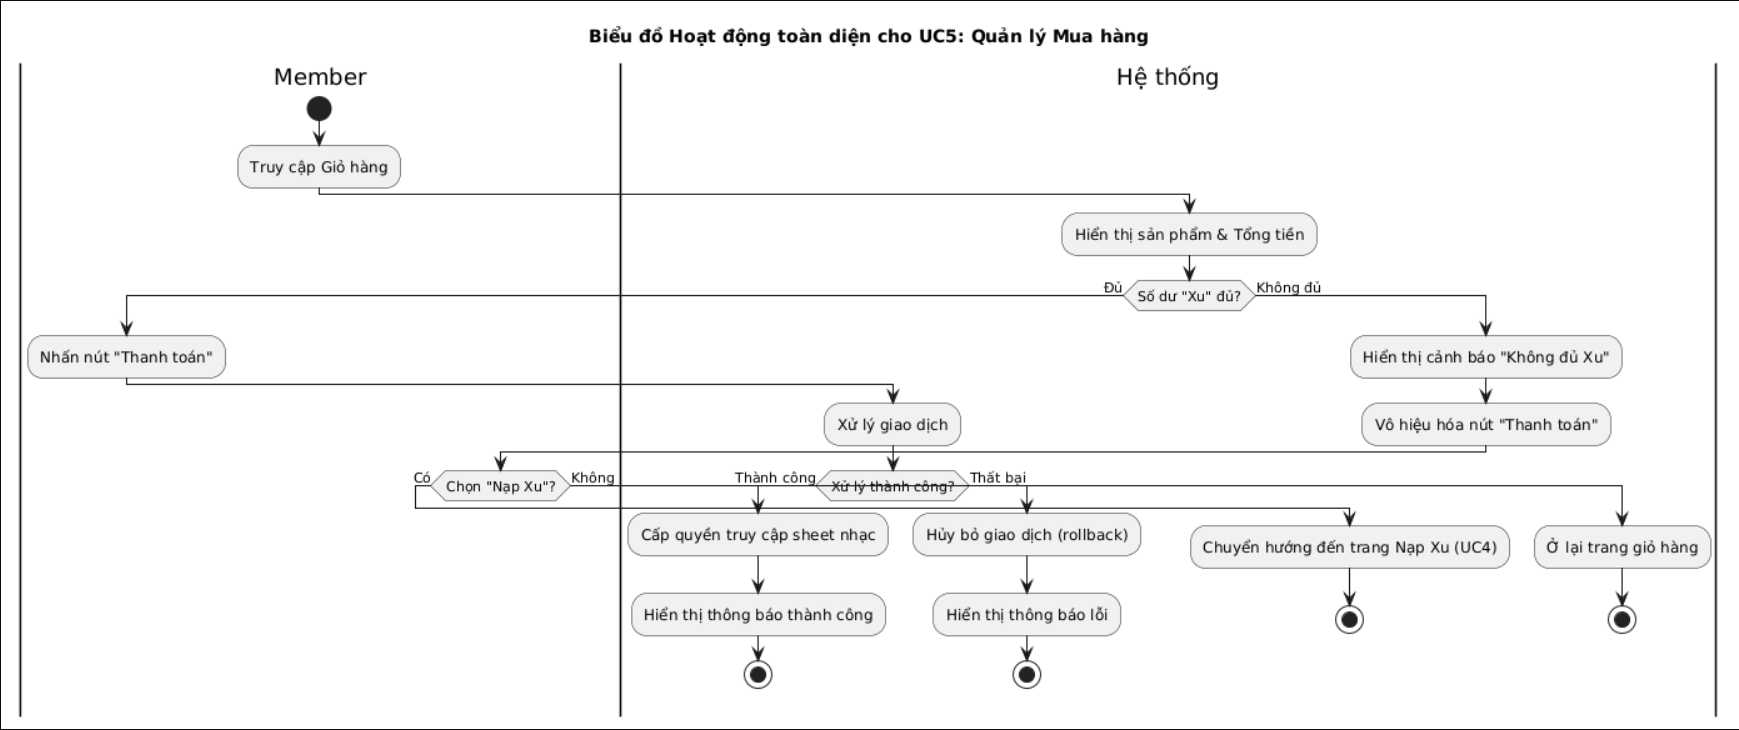 Biểu đồ Hoạt động toàn diện cho UC5: Quản lý Mua hàng
Member
Hệ thống
Truy cập Giỏ hàng
Hiển thị sản phẩm & Tổng tiền
Đủ
Số dư "Xu" đủ?
Không đủ
Nhấn nút "Thanh toán"
Hiển thị cảnh báo "Không đủ Xu"
Xử lý giao dịch
Vô hiệu hóa nút "Thanh toán"
Có
Chọn "Nạp Xu"?
Không
Thành công
Xử lý thành công?
Thất bại
Cấp quyền truy cập sheet nhạc
Hủy bỏ giao dịch (rollback)
Chuyển hướng đến trang Nạp Xu (UC4)
Ở lại trang giỏ hàng
Hiển thị thông báo thành công
Hiển thị thông báo lỗi